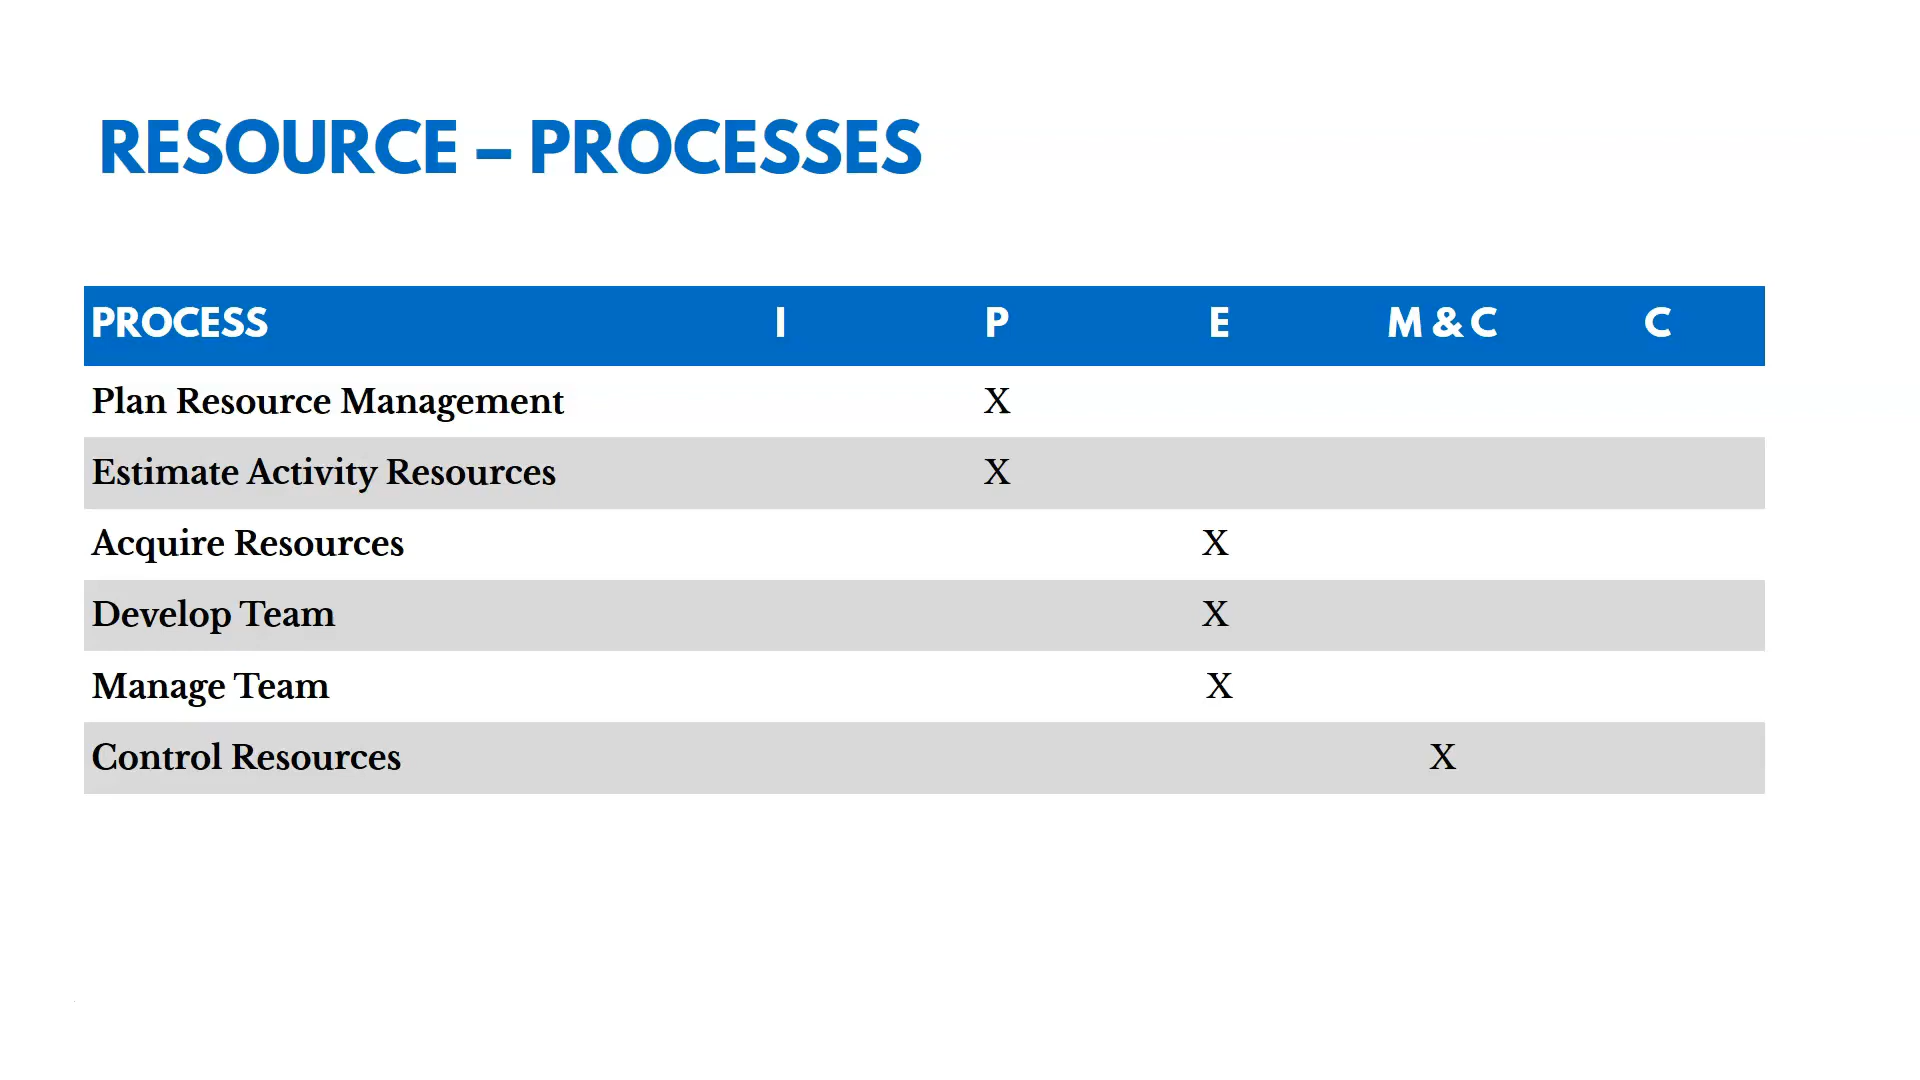 RESOURCE – PROCESSES
PROCESS I P E M & C C
Plan Resource Management X
Estimate Activity Resources X
Acquire Resources X
Develop Team X
Manage Team X
Control Resources X